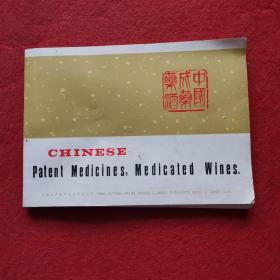 中國
成藥
藥酒
CHINESE
Patent Medicines, Medicated Wines.